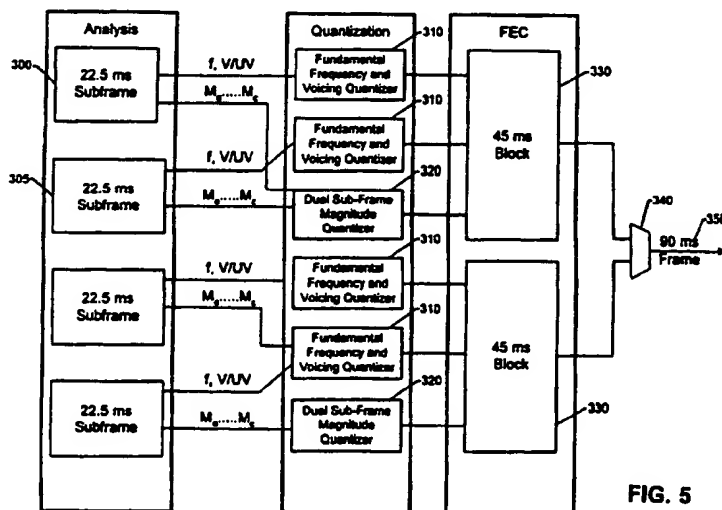 Analysis
Quantization
310
FEC
300
22.5 ms
Subframe
f, V/UV
M₀.....M꜀
Fundamental
Frequency and
Voicing Quantizer
330
310
Fundamental
Frequency and
Voicing Quantizer
45 ms
Block
305
22.5 ms
Subframe
f, V/UV
M₀.....M꜀
320
Dual Sub-Frame
Magnitude
Quantizer
340
350
90 ms
Frame
310
22.5 ms
Subframe
f, V/UV
M₀.....M꜀
Fundamental
Frequency and
Voicing Quantizer
310
Fundamental
Frequency and
Voicing Quantizer
45 ms
Block
22.5 ms
Subframe
f, V/UV
M₀.....M꜀
320
Dual Sub-Frame
Magnitude
Quantizer
330
FIG. 5